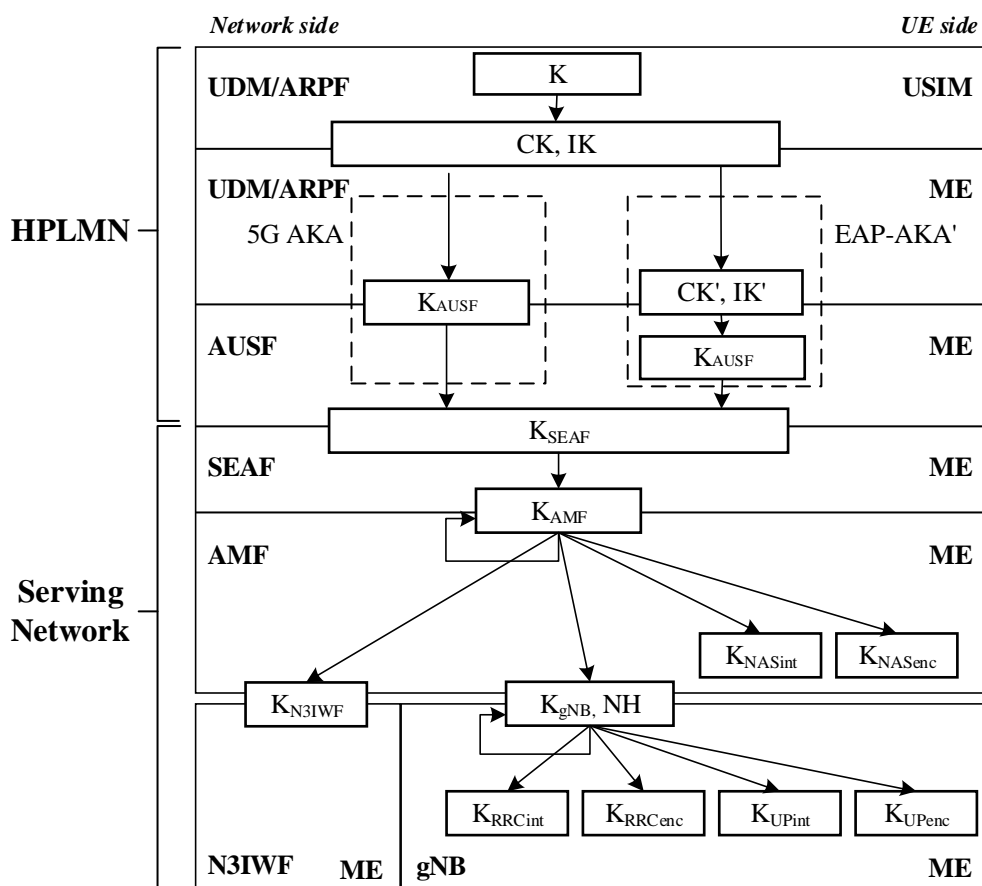 Network side
UE side
UDM/ARPF
K
USIM
CK, IK
UDM/ARPF
ME
HPLMN
5G AKA
EAP-AKA'
KAUSF
CK', IK'
AUSF
KAUSF
ME
KSEAF
SEAF
ME
KAMF
AMF
ME
Serving
Network
KNASint
KNASenc
KN3IWF
KgNB, NH
KRRCint
KRRCenc
KUPint
KUPenc
N3IWF
ME
gNB
ME